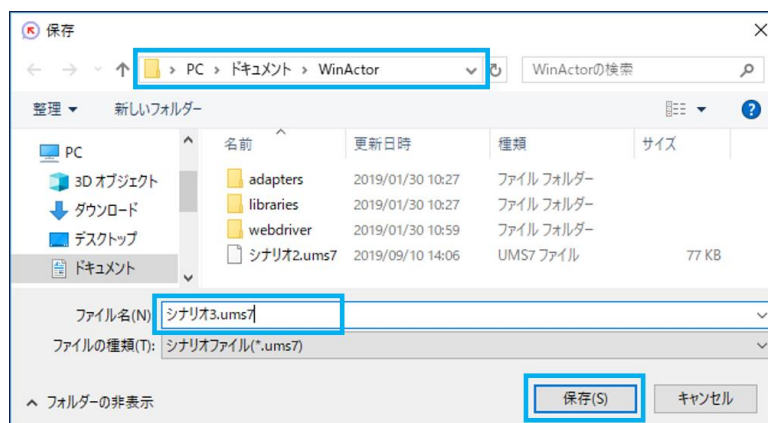 保存
PC › ドキュメント › WinActor
WinActorの検索
整理 新しいフォルダー
名前 更新日時 種類 サイズ
PC
3D オブジェクト
ダウンロード
デスクトップ
ドキュメント
adapters 2019/01/30 10:27 ファイル フォルダー
libraries 2019/01/30 10:27 ファイル フォルダー
webdriver 2019/01/30 10:59 ファイル フォルダー
シナリオ2.ums7 2019/09/10 14:06 UMS7 ファイル 77 KB
ファイル名(N): シナリオ3.ums7
ファイルの種類(T): シナリオファイル(*.ums7)
フォルダーの非表示
保存(S) キャンセル